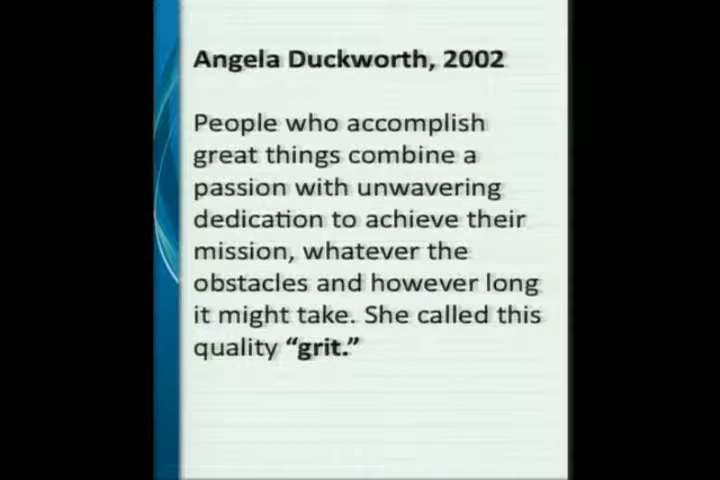 Angela Duckworth, 2002
People who accomplish
great things combine a
passion with unwavering
dedication to achieve their
mission, whatever the
obstacles and however long
it might take. She called this
quality “grit.”